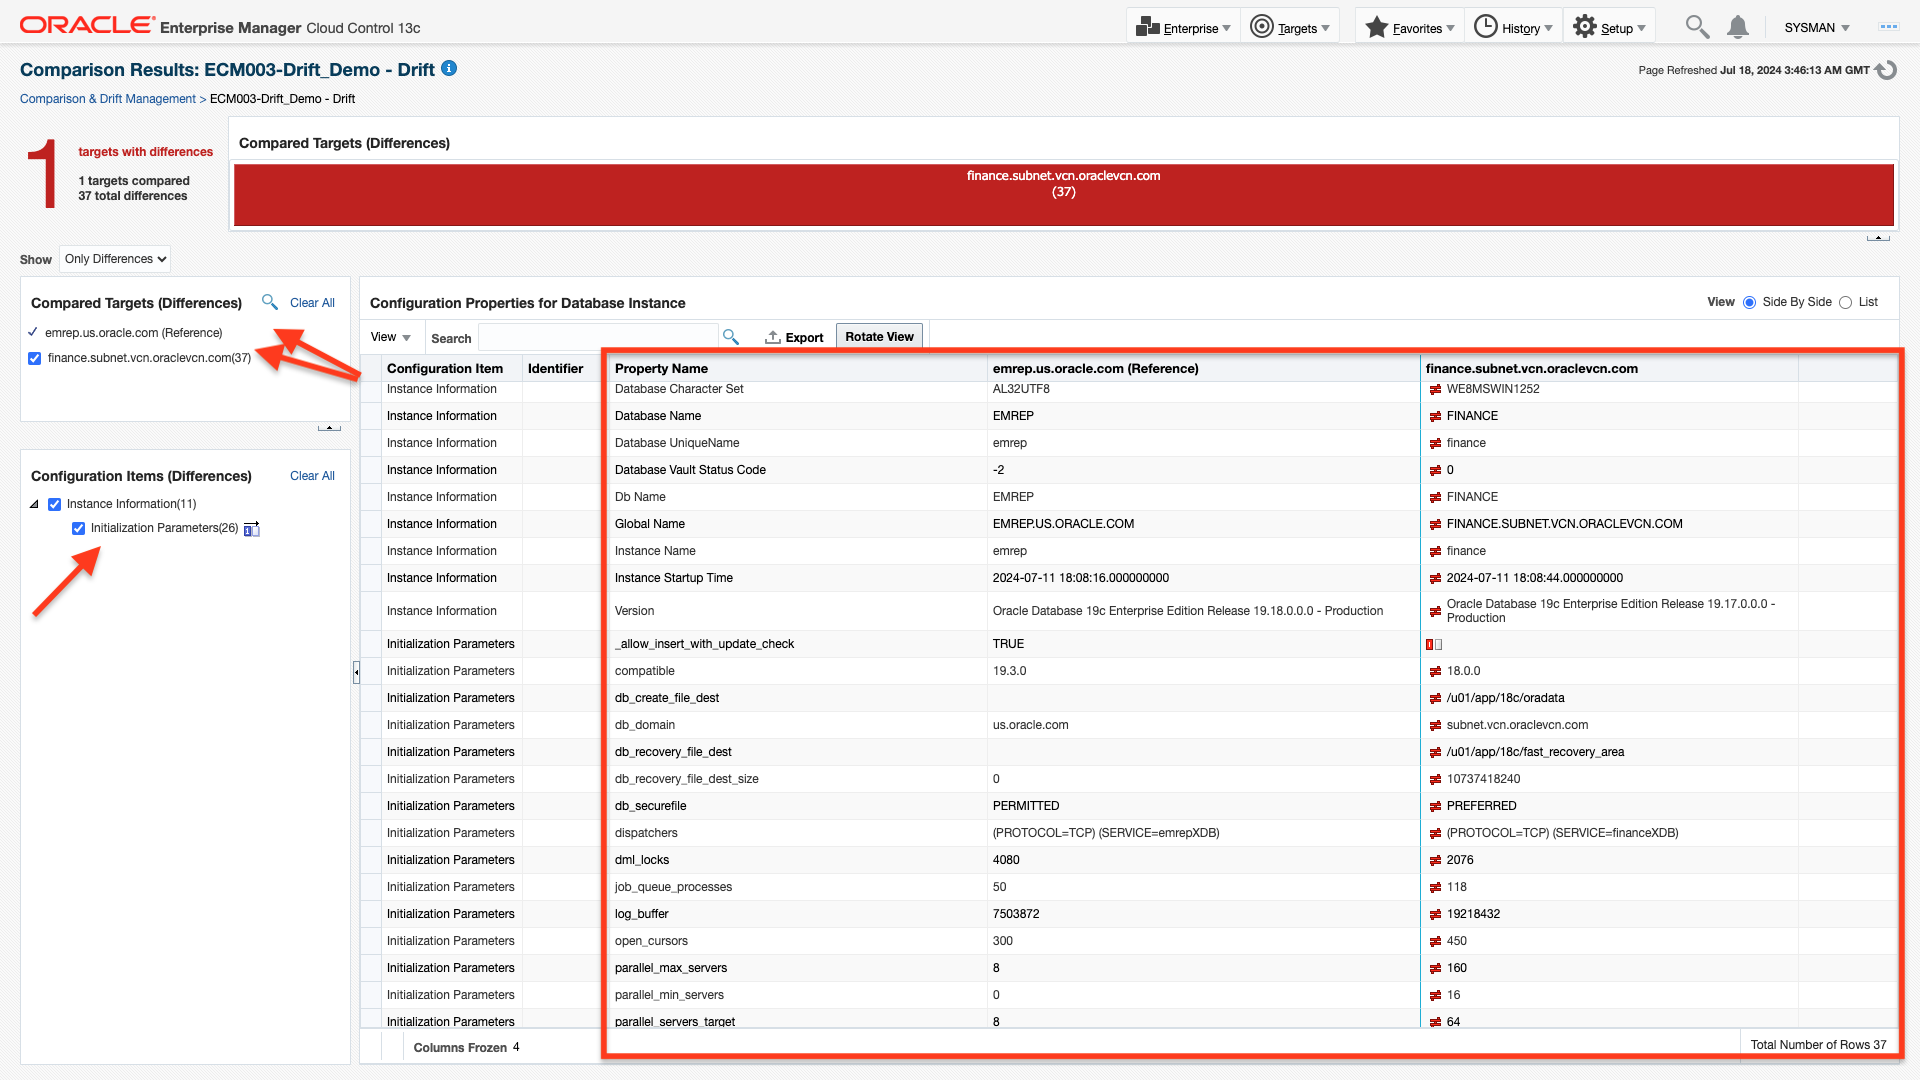 ORACLE® Enterprise Manager Cloud Control 13c
Enterprise Targets Favorites History Setup SYSMAN
Comparison Results: ECM003-Drift_Demo - Drift
Page Refreshed Jul 18, 2024 3:46:13 AM GMT
Comparison & Drift Management > ECM003-Drift_Demo - Drift
1
targets with differences
1 targets compared
37 total differences
Compared Targets (Differences)
finance.subnet.vcn.oraclevcn.com
(37)
Show Only Differences
Compared Targets (Differences) Clear All
emrep.us.oracle.com (Reference)
finance.subnet.vcn.oraclevcn.com(37)
Configuration Items (Differences) Clear All
Instance Information(11)
Initialization Parameters(26)
Configuration Properties for Database Instance
View Side By Side List
View Search Export Rotate View
Configuration Item Identifier Property Name emrep.us.oracle.com (Reference) finance.subnet.vcn.oraclevcn.com
Instance Information Database Character Set AL32UTF8 WE8MSWIN1252
Instance Information Database Name EMREP FINANCE
Instance Information Database UniqueName emrep finance
Instance Information Database Vault Status Code -2 0
Instance Information Db Name EMREP FINANCE
Instance Information Global Name EMREP.US.ORACLE.COM FINANCE.SUBNET.VCN.ORACLEVCN.COM
Instance Information Instance Name emrep finance
Instance Information Instance Startup Time 2024-07-11 18:08:16.000000000 2024-07-11 18:08:44.000000000
Instance Information Version Oracle Database 19c Enterprise Edition Release 19.18.0.0.0 - Production Oracle Database 19c Enterprise Edition Release 19.17.0.0.0 -
Production
Initialization Parameters _allow_insert_with_update_check TRUE
Initialization Parameters compatible 19.3.0 18.0.0
Initialization Parameters db_create_file_dest /u01/app/18c/oradata
Initialization Parameters db_domain us.oracle.com subnet.vcn.oraclevcn.com
Initialization Parameters db_recovery_file_dest /u01/app/18c/fast_recovery_area
Initialization Parameters db_recovery_file_dest_size 0 10737418240
Initialization Parameters db_securefile PERMITTED PREFERRED
Initialization Parameters dispatchers (PROTOCOL=TCP) (SERVICE=emrepXDB) (PROTOCOL=TCP) (SERVICE=financeXDB)
Initialization Parameters dml_locks 4080 2076
Initialization Parameters job_queue_processes 50 118
Initialization Parameters log_buffer 7503872 19218432
Initialization Parameters open_cursors 300 450
Initialization Parameters parallel_max_servers 8 160
Initialization Parameters parallel_min_servers 0 16
Initialization Parameters parallel_servers_target 8 64
Columns Frozen 4
Total Number of Rows 37